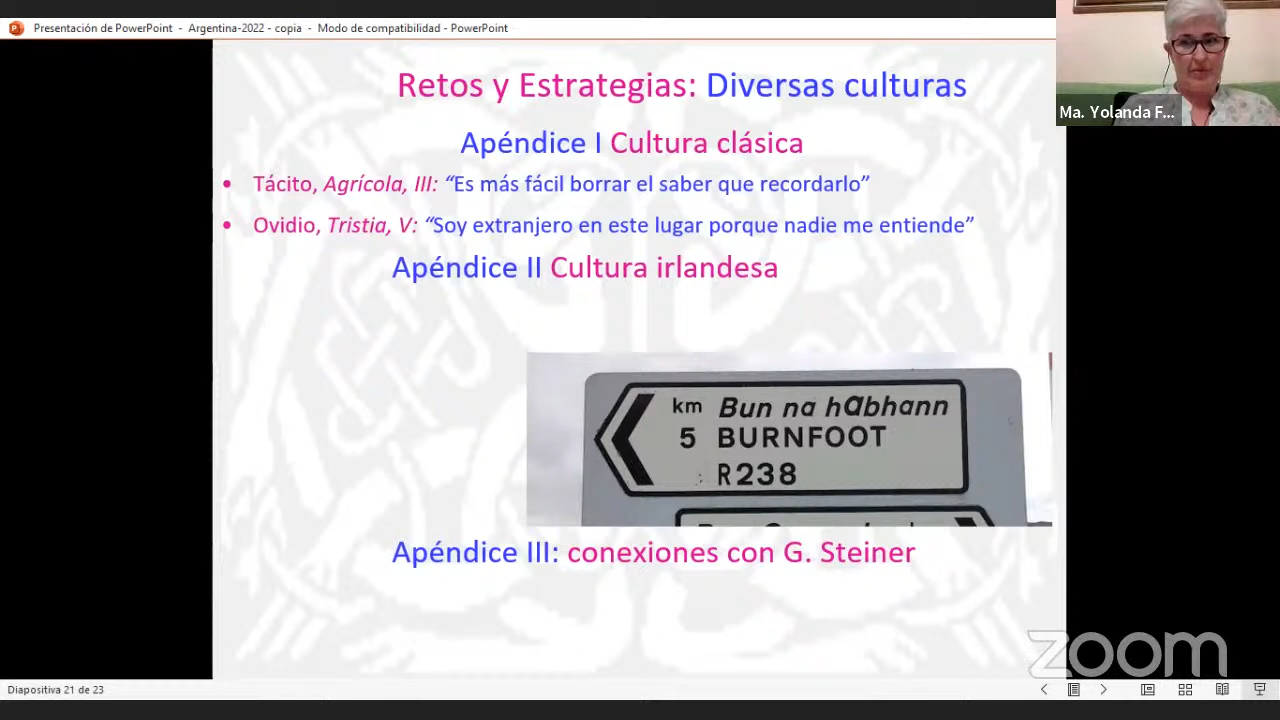 Presentación de PowerPoint - Argentina-2022 - copia - Modo de compatibilidad - PowerPoint
Ma. Yolanda F...
Retos y Estrategias: Diversas culturas
Apéndice I Cultura clásica
• Tácito, Agrícola, III: “Es más fácil borrar el saber que recordarlo”
• Ovidio, Tristia, V: “Soy extranjero en este lugar porque nadie me entiende”
Apéndice II Cultura irlandesa
km Bun na habhann
5 BURNFOOT
R238
Apéndice III: conexiones con G. Steiner
zoom
Diapositiva 21 de 23